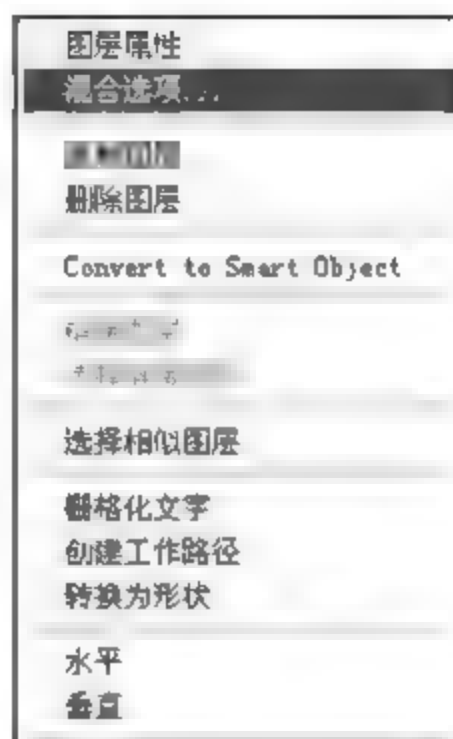 图层属性
混合选项...
删除图层
Convert to Smart Object
选择相似图层
栅格化文字
创建工作路径
转换为形状
水平
垂直